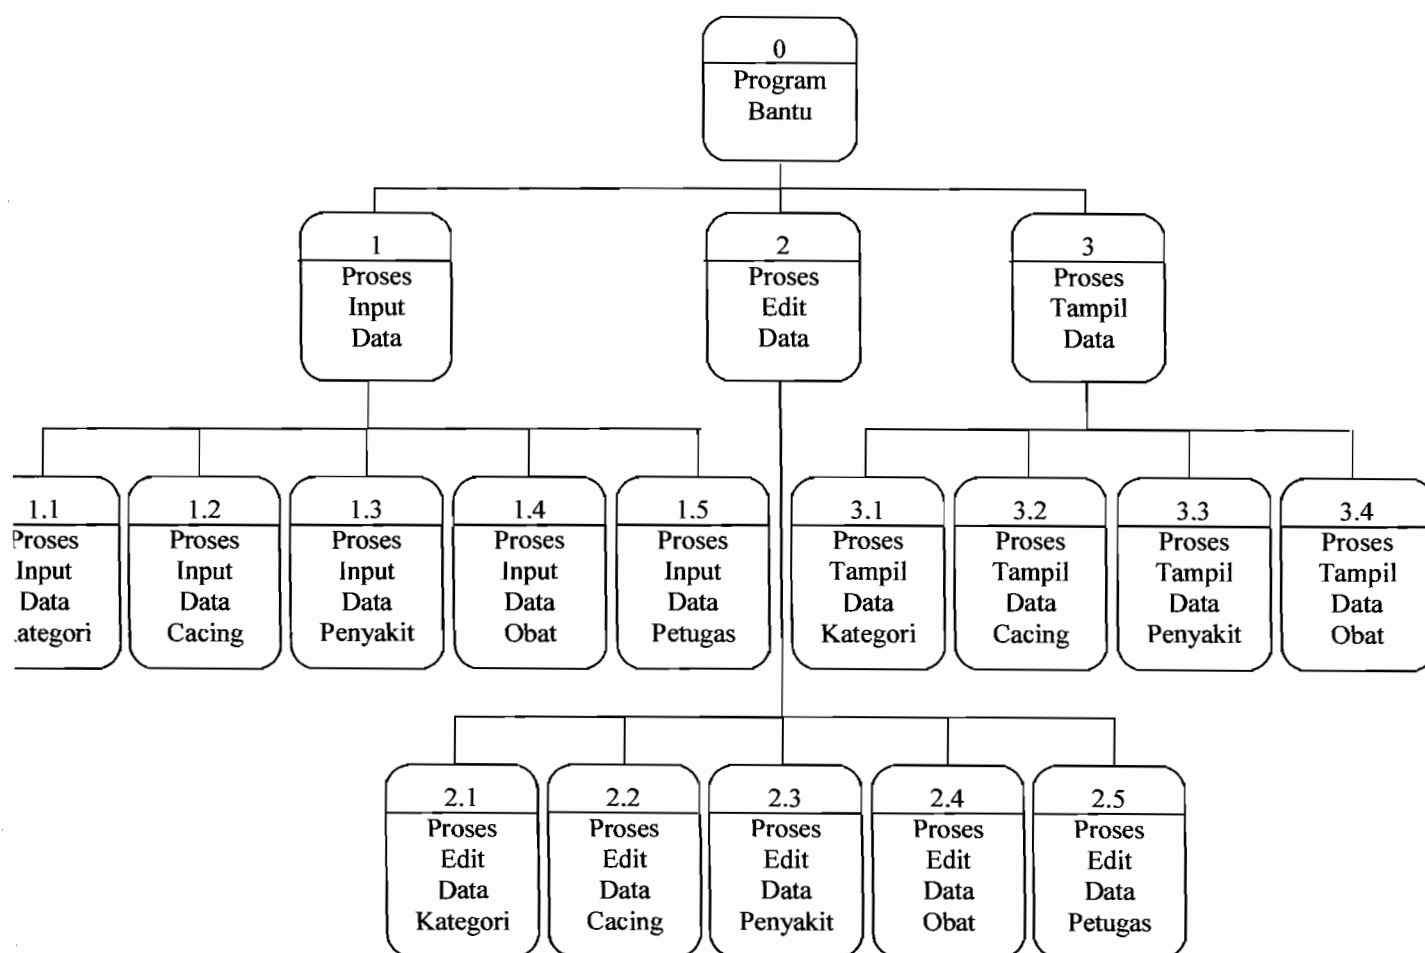 0
Program
Bantu
1
Proses
Input
Data
2
Proses
Edit
Data
3
Proses
Tampil
Data
1.1
Proses
Input
Data
ategori
1.2
Proses
Input
Data
Cacing
1.3
Proses
Input
Data
Penyakit
1.4
Proses
Input
Data
Obat
1.5
Proses
Input
Data
Petugas
3.1
Proses
Tampil
Data
Kategori
3.2
Proses
Tampil
Data
Cacing
3.3
Proses
Tampil
Data
Penyakit
3.4
Proses
Tampil
Data
Obat
2.1
Proses
Edit
Data
Kategori
2.2
Proses
Edit
Data
Cacing
2.3
Proses
Edit
Data
Penyakit
2.4
Proses
Edit
Data
Obat
2.5
Proses
Edit
Data
Petugas